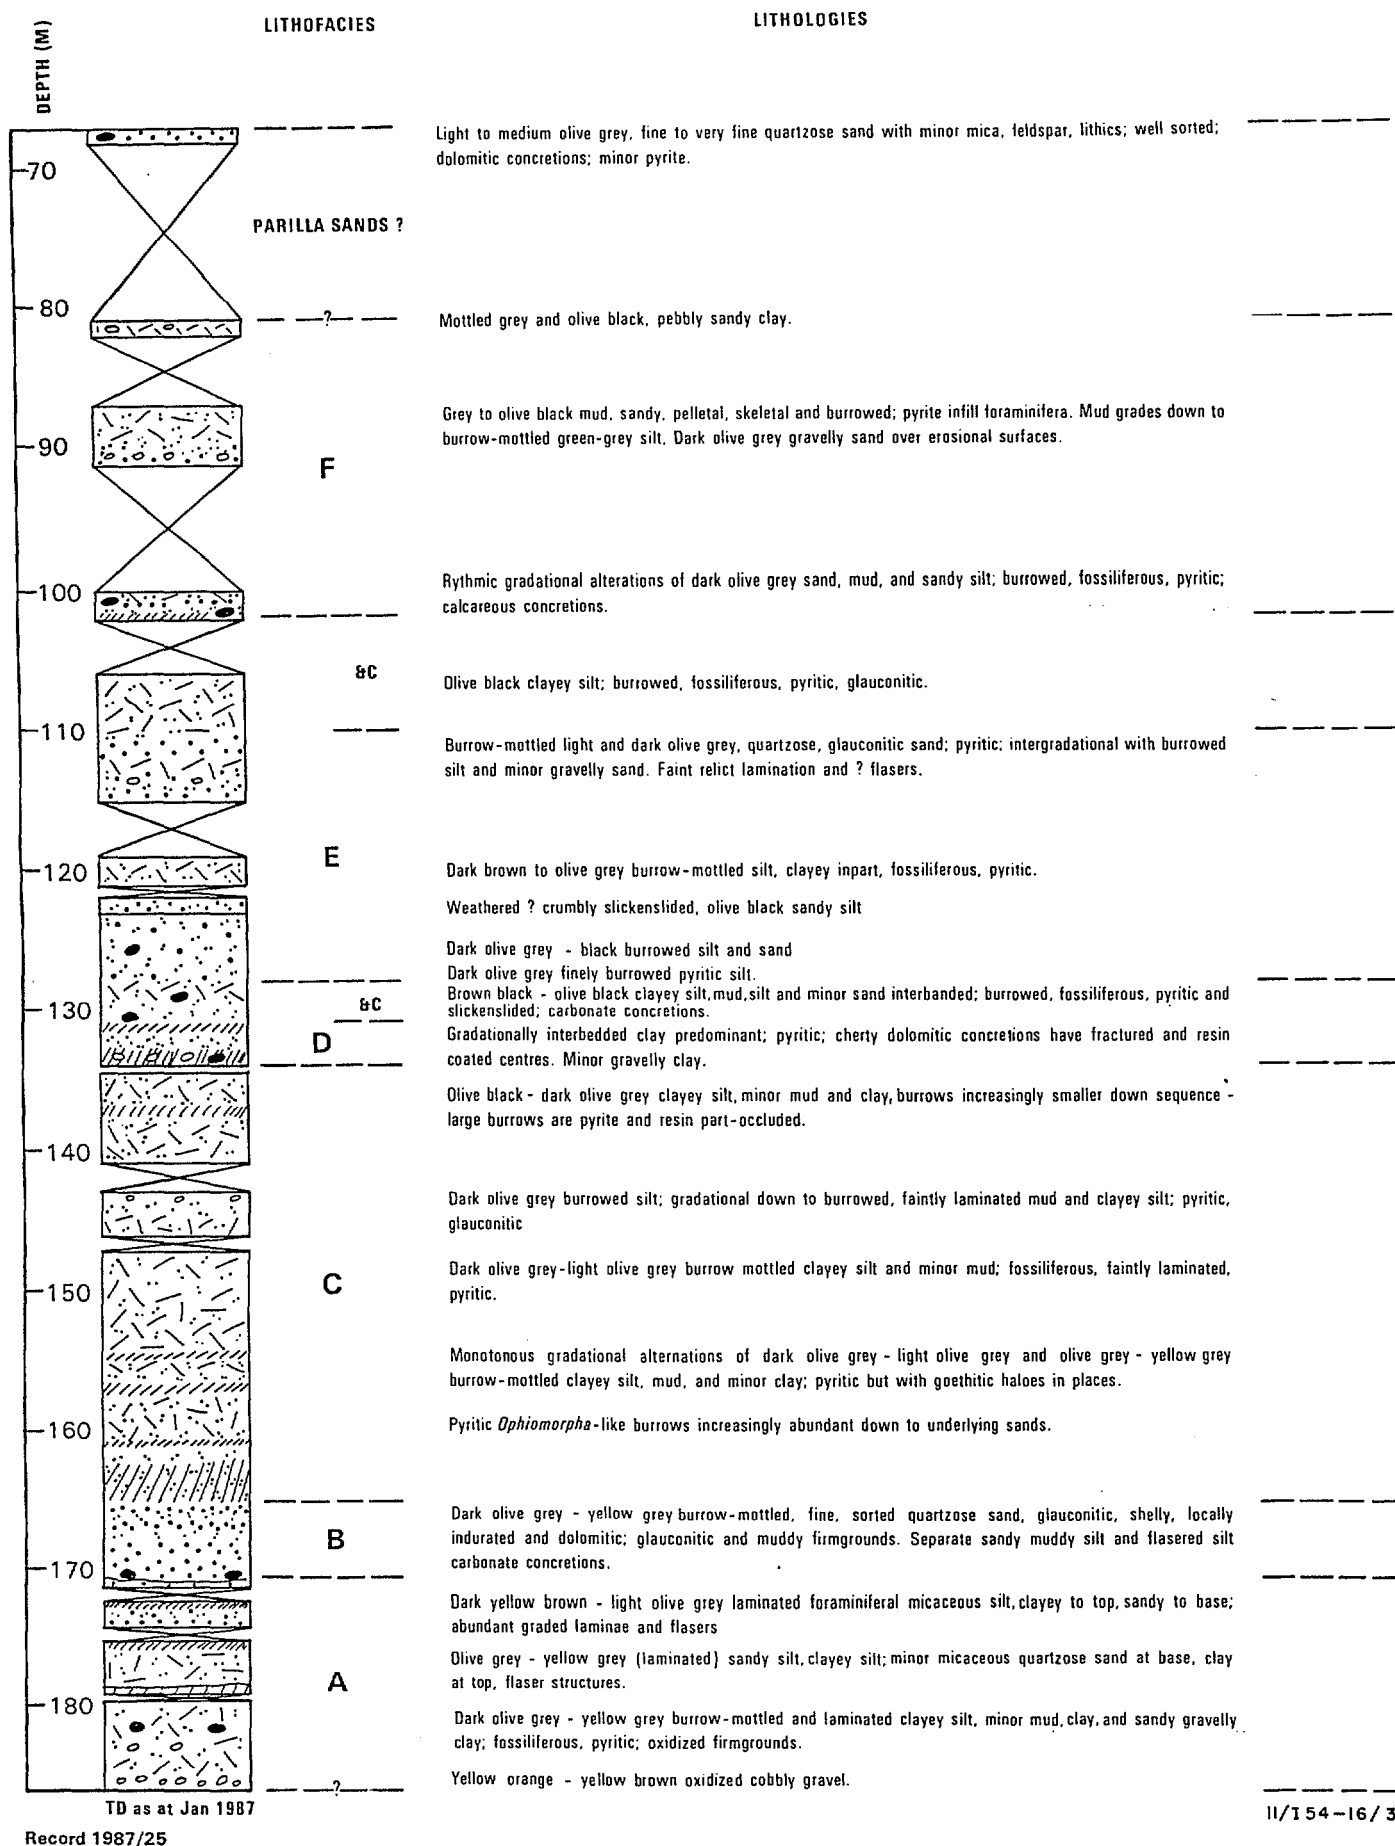 LITHOFACIES
LITHOLOGIES
DEPTH (M)
Light to medium olive grey, fine to very fine quartzose sand with minor mica, feldspar, lithics; well sorted;
dolomitic concretions; minor pyrite.
70
PARILLA SANDS ?
80
?
Mottled grey and olive black, pebbly sandy clay.
Grey to olive black mud, sandy, pelletal, skeletal and burrowed; pyrite infill foraminifera. Mud grades down to
burrow-mottled green-grey silt. Dark olive grey gravelly sand over erosional surfaces.
90
F
Rythmic gradational alterations of dark olive grey sand, mud, and sandy silt; burrowed, fossiliferous, pyritic;
calcareous concretions.
100
&C
Olive black clayey silt; burrowed, fossiliferous, pyritic, glauconitic.
110
Burrow-mottled light and dark olive grey, quartzose, glauconitic sand; pyritic; intergradational with burrowed
silt and minor gravelly sand. Faint relict lamination and ? flasers.
E
120
Dark brown to olive grey burrow-mottled silt, clayey inpart, fossiliferous, pyritic.
Weathered ? crumbly slickenslided, olive black sandy silt
Dark olive grey - black burrowed silt and sand
Dark olive grey finely burrowed pyritic silt.
130
&C
Brown black - olive black clayey silt, mud, silt and minor sand interbanded; burrowed, fossiliferous, pyritic and
slickenslided; carbonate concretions.
D
Gradationally interbedded clay predominant; pyritic; cherty dolomitic concretions have fractured and resin
coated centres. Minor gravelly clay.
Olive black - dark olive grey clayey silt, minor mud and clay, burrows increasingly smaller down sequence -
large burrows are pyrite and resin part-occluded.
140
Dark olive grey burrowed silt; gradational down to burrowed, faintly laminated mud and clayey silt; pyritic,
glauconitic
C
Dark olive grey-light olive grey burrow mottled clayey silt and minor mud; fossiliferous, faintly laminated,
pyritic.
150
Monotonous gradational alternations of dark olive grey - light olive grey and olive grey - yellow grey
burrow-mottled clayey silt, mud, and minor clay; pyritic but with goethitic haloes in places.
160
Pyritic Ophiomorpha-like burrows increasingly abundant down to underlying sands.
B
Dark olive grey - yellow grey burrow-mottled, fine, sorted quartzose sand, glauconitic, shelly, locally
indurated and dolomitic; glauconitic and muddy firmgrounds. Separate sandy muddy silt and flasered silt
carbonate concretions.
170
Dark yellow brown - light olive grey laminated foraminiferal micaceous silt, clayey to top, sandy to base;
abundant graded laminae and flasers
A
Olive grey - yellow grey (laminated) sandy silt, clayey silt; minor micaceous quartzose sand at base, clay
at top, flaser structures.
180
Dark olive grey - yellow grey burrow-mottled and laminated clayey silt, minor mud, clay, and sandy gravelly
clay; fossiliferous, pyritic; oxidized firmgrounds.
?
Yellow orange - yellow brown oxidized cobbly gravel.
TD as at Jan 1987
11/I54-16/3
Record 1987/25